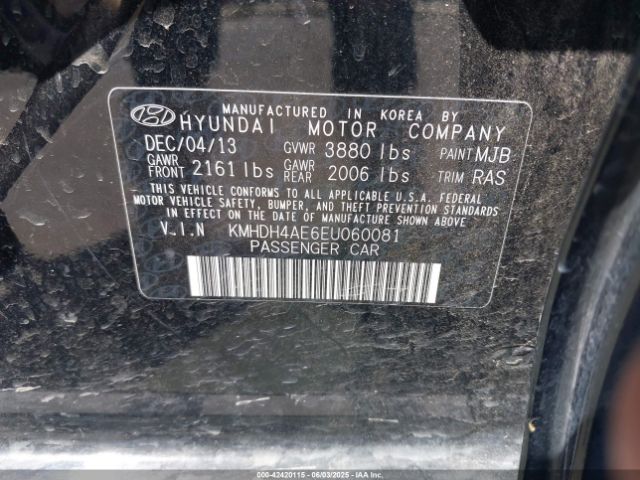 MANUFACTURED IN KOREA BY
HYUNDAI MOTOR COMPANY
DEC/04/13 GVWR 3880 lbs PAINT MJB
GAWR FRONT 2161 lbs GAWR REAR 2006 lbs TRIM RAS
THIS VEHICLE CONFORMS TO ALL APPLICABLE U.S.A. FEDERAL
MOTOR VEHICLE SAFETY, BUMPER, AND THEFT PREVENTION STANDARDS
IN EFFECT ON THE DATE OF MANUFACTURE SHOWN ABOVE.
V.I.N KMHDH4AE6EU060081
PASSENGER CAR
000-42420115 - 06/03/2025 - IAAI.COM